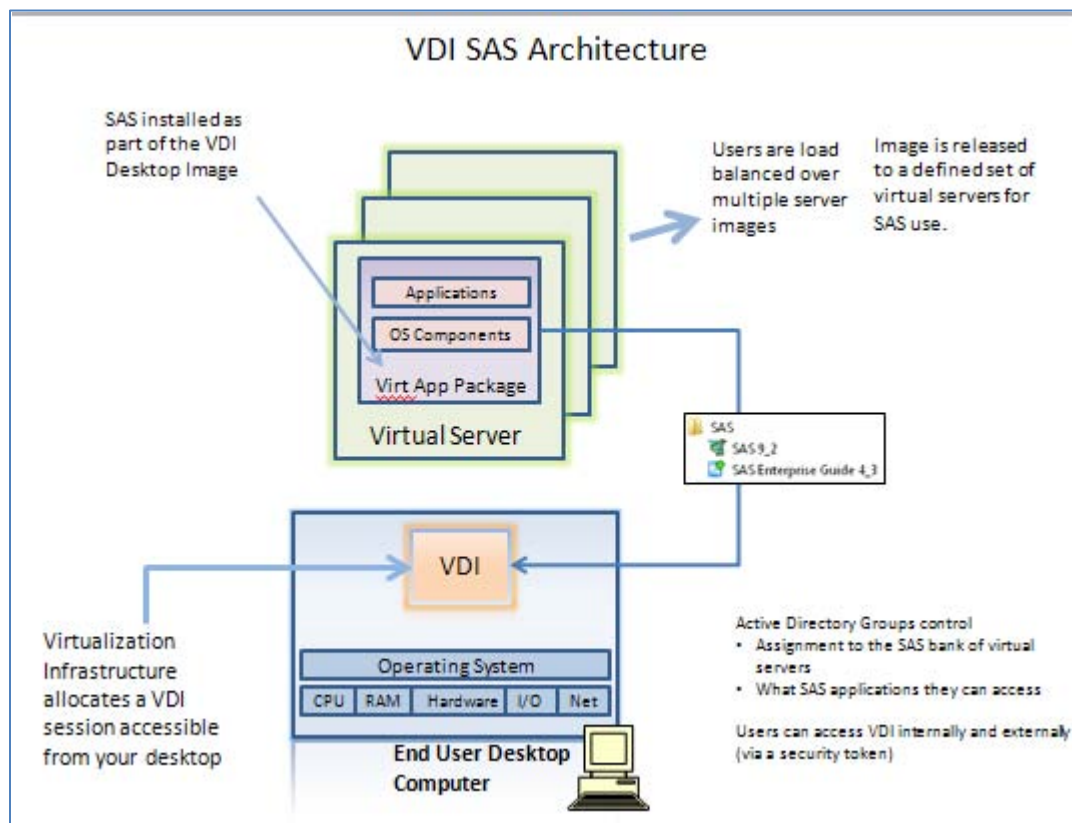 VDI SAS Architecture
SAS installed as
part of the VDI
Desktop Image
Users are load
balanced over
multiple server
images
Image is released
to a defined set of
virtual servers for
SAS use.
Applications
OS Components
Virt App Package
Virtual Server
SAS
SAS 9_2
SAS Enterprise Guide 4_3
VDI
Virtualization
Infrastructure
allocates a VDI
session accessible
from your desktop
Operating System
CPU RAM Hardware I/O Net
End User Desktop
Computer
Active Directory Groups control
• Assignment to the SAS bank of virtual
servers
• What SAS applications they can access
Users can access VDI internally and externally
(via a security token)